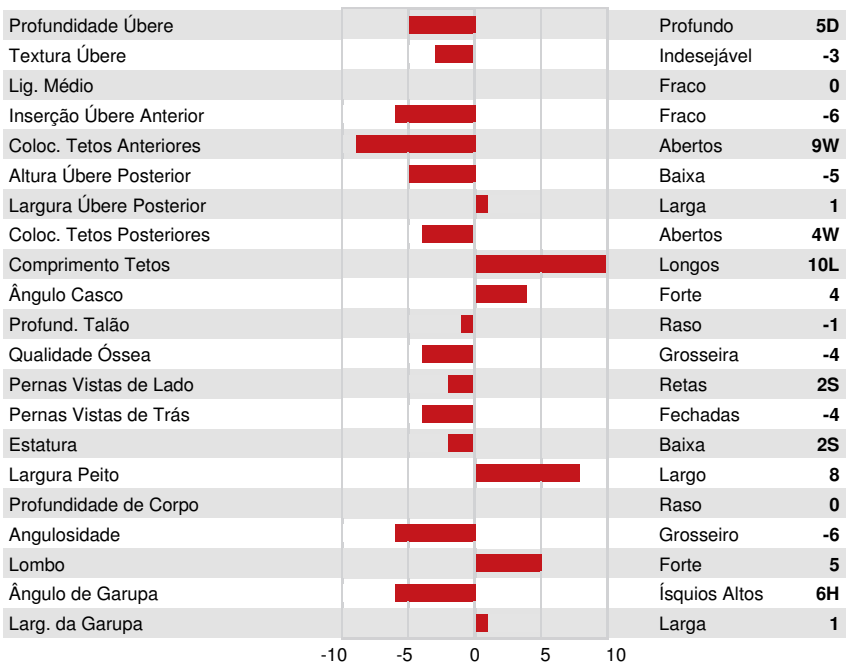 Profundidade Úbere Profundo 5D
Textura Úbere Indesejável -3
Lig. Médio Fraco 0
Inserção Úbere Anterior Fraco -6
Coloc. Tetos Anteriores Abertos 9W
Altura Úbere Posterior Baixa -5
Largura Úbere Posterior Larga 1
Coloc. Tetos Posteriores Abertos 4W
Comprimento Tetos Longos 10L
Ângulo Casco Forte 4
Profund. Talão Raso -1
Qualidade Óssea Grosseira -4
Pernas Vistas de Lado Retas 2S
Pernas Vistas de Trás Fechadas -4
Estatura Baixa 2S
Largura Peito Largo 8
Profundidade de Corpo Raso 0
Angulosidade Grosseiro -6
Lombo Forte 5
Ângulo de Garupa Ísquios Altos 6H
Larg. da Garupa Larga 1
-10 -5 0 5 10